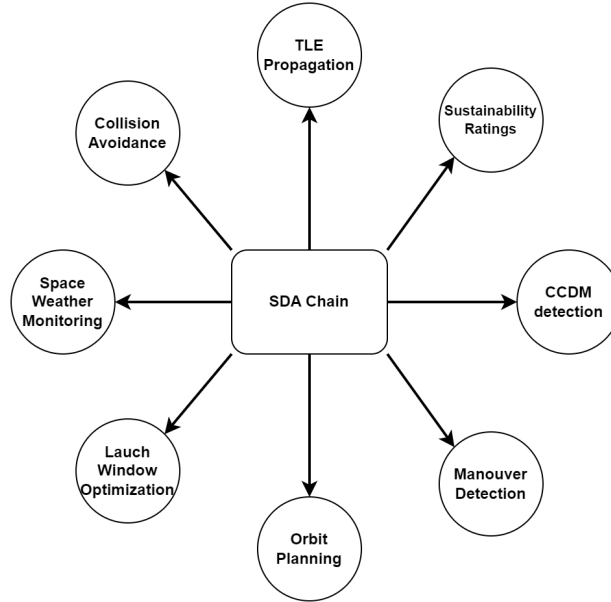 TLE
Propagation
Collision
Avoidance
Sustainability
Ratings
Space
Weather
Monitoring
SDA Chain
CCDM
detection
Lauch
Window
Optimization
Manouver
Detection
Orbit
Planning